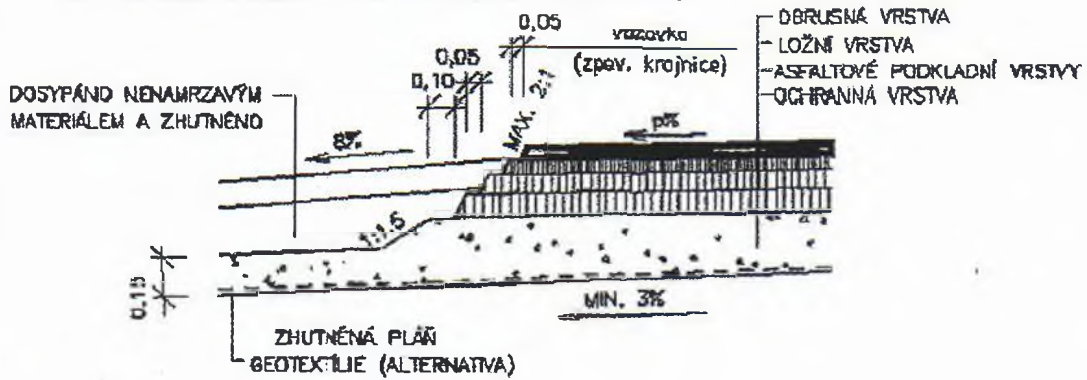 0,05
vozovka
(zpev. krajnice)
0,05
0,10
MAX. 2:1
OBRUSNÁ VRSTVA
LOŽNÍ VRSTVA
ASFALTOVÉ PODKLADNÍ VRSTVY
OCHRANNÁ VRSTVA
DOSYPÁNO NENAMRZAVÝM
MATERIÁLEM A ZHUTNĚNO
8%
p%
1:1.5
0,15
MIN. 3%
ZHUTNĚNÁ PLÁŇ
GEOTEXTÍLIE (ALTERNATIVA)